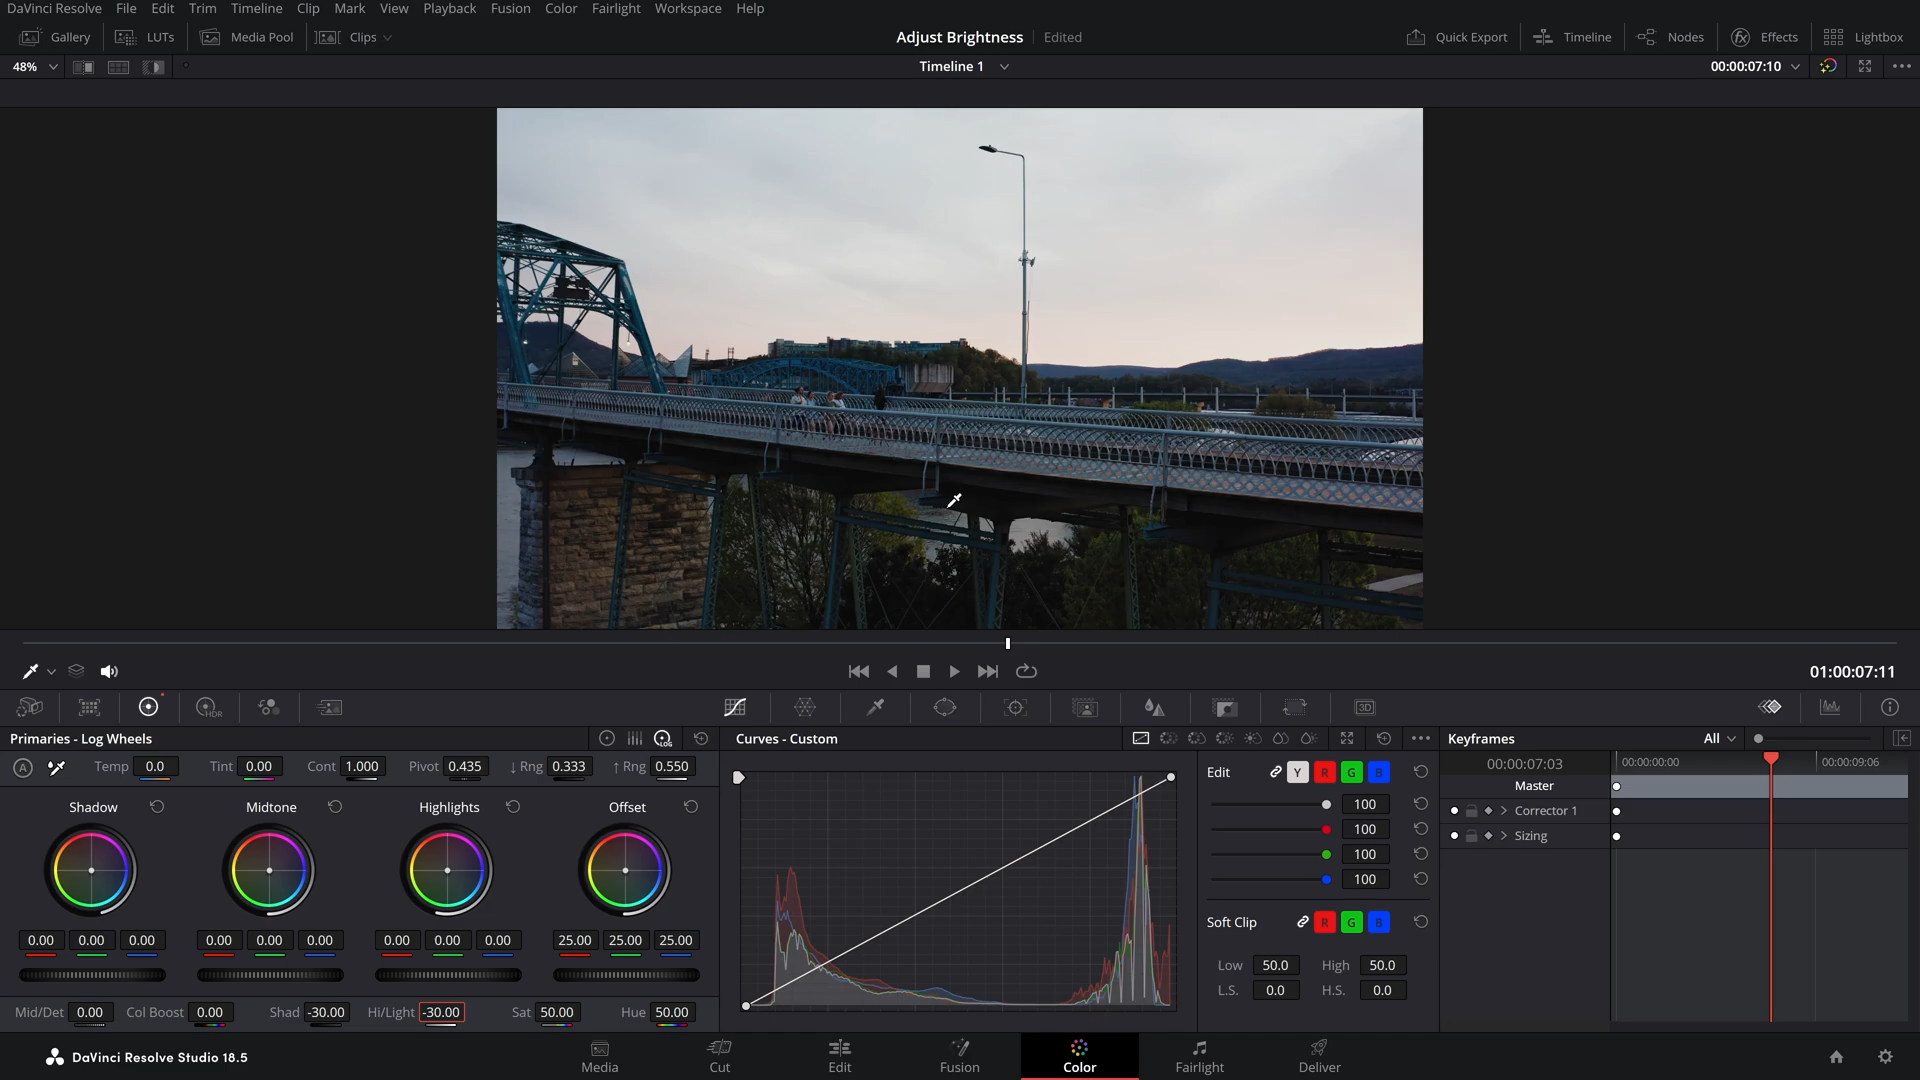 DaVinci Resolve File Edit Trim Timeline Clip Mark View Playback Fusion Color Fairlight Workspace Help
Gallery LUTs Media Pool Clips Adjust Brightness Edited Quick Export Timeline Nodes Effects Lightbox
48% Timeline 1 00:00:07:10
01:00:07:11
HDR 3D
Primaries - Log Wheels LOG Curves - Custom Keyframes All
A Temp 0.0 Tint 0.00 Cont 1.000 Pivot 0.435 ↓ Rng 0.333 ↑ Rng 0.550 Edit Y R G B 00:00:07:03 00:00:00:00 00:00:09:06
Master
Shadow Midtone Highlights Offset 100 Corrector 1
100 Sizing
100
100
Soft Clip R G B
0.00 0.00 0.00 0.00 0.00 0.00 0.00 0.00 0.00 25.00 25.00 25.00
Low 50.0 High 50.0
L.S. 0.0 H.S. 0.0
Mid/Det 0.00 Col Boost 0.00 Shad -30.00 Hi/Light -30.00 Sat 50.00 Hue 50.00
DaVinci Resolve Studio 18.5 Media Cut Edit Fusion Color Fairlight Deliver